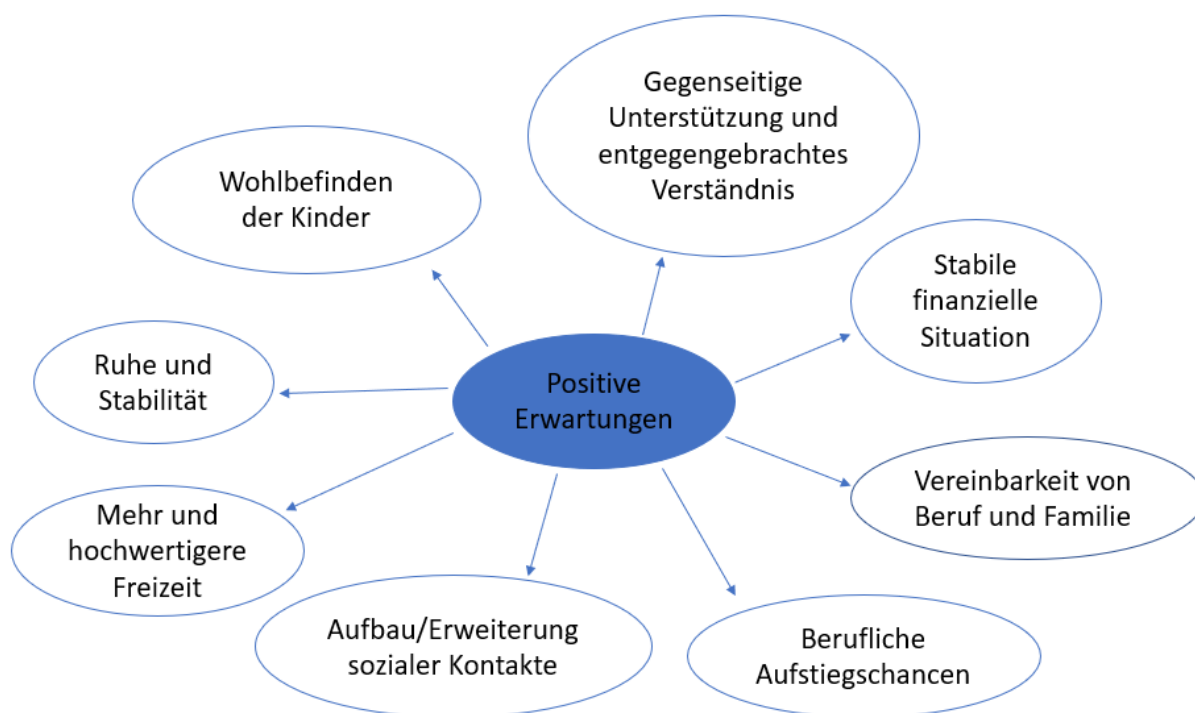 Gegenseitige
Unterstützung und
entgegengebrachtes
Verständnis
Wohlbefinden
der Kinder
Stabile
finanzielle
Situation
Ruhe und
Stabilität
Positive
Erwartungen
Vereinbarkeit von
Beruf und Familie
Mehr und
hochwertigere
Freizeit
Aufbau/Erweiterung
sozialer Kontakte
Berufliche
Aufstiegschancen